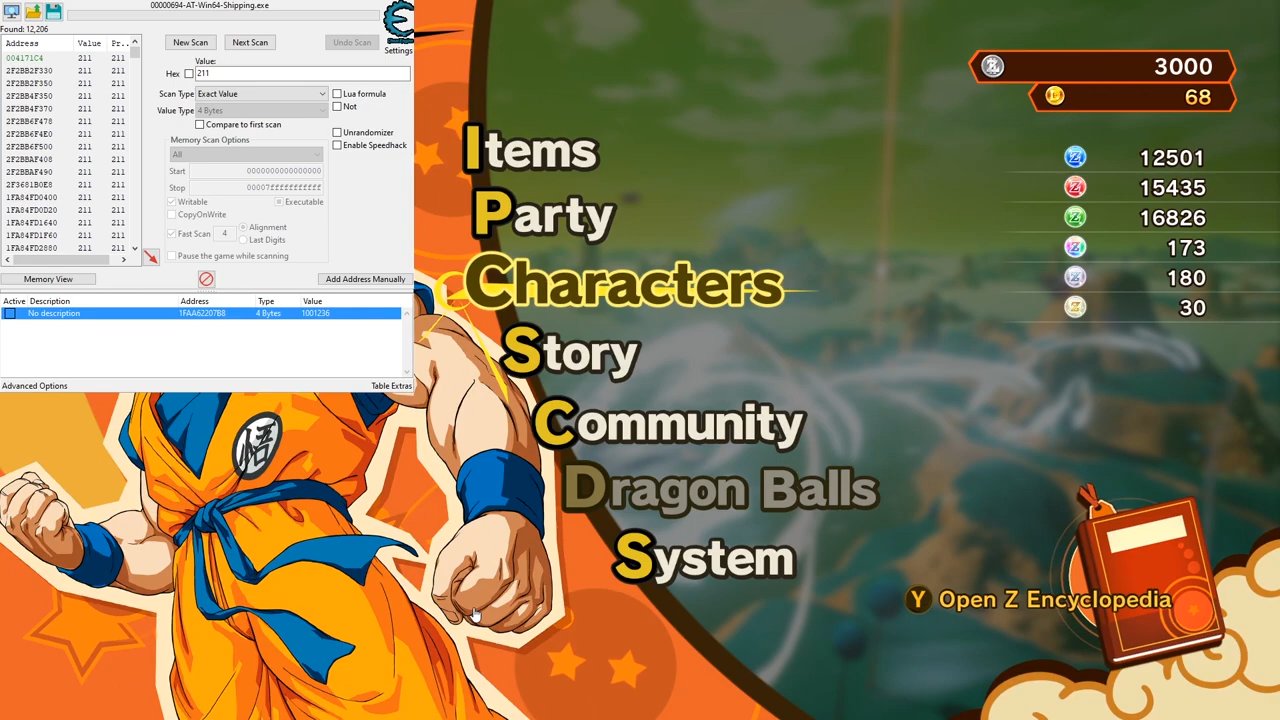 00000694-AT-Win64-Shipping.exe
Found: 12,206
Settings
Address Value Pr..
004171C4 211 211
2F2BB2F330 211 211
2F2BB2F350 211 211
2F2BB4F350 211 211
2F2BB4F370 211 211
2F2BB6F478 211 211
2F2BB6F4E0 211 211
2F2BB6F500 211 211
2F2BBAF408 211 211
2F2BBAF490 211 211
2F3681B0E8 211 211
1FA84FD0400 211 211
1FA84FD0D20 211 211
1FA84FD1640 211 211
1FA84FD1F60 211 211
1FA84FD2880 211 211
New Scan Next Scan Undo Scan
Value:
Hex 211
Scan Type Exact Value Lua formula
Not
Value Type 4 Bytes
Compare to first scan
Memory Scan Options
All
Unrandomizer
Enable Speedhack
Start 0000000000000000
Stop 00007fffffffffff
Writable Executable
CopyOnWrite
Fast Scan 4 Alignment
Last Digits
Pause the game while scanning
Memory View Add Address Manually
Active Description Address Type Value
No description 1FAA62207B8 4 Bytes 1001236
Advanced Options Table Extras
Items
Party
Characters
Story
Community
Dragon Balls
System
Z 3000
68
Z 12501
Z 15435
Z 16826
Z 173
Z 180
Z 30
悟
Y Open Z Encyclopedia